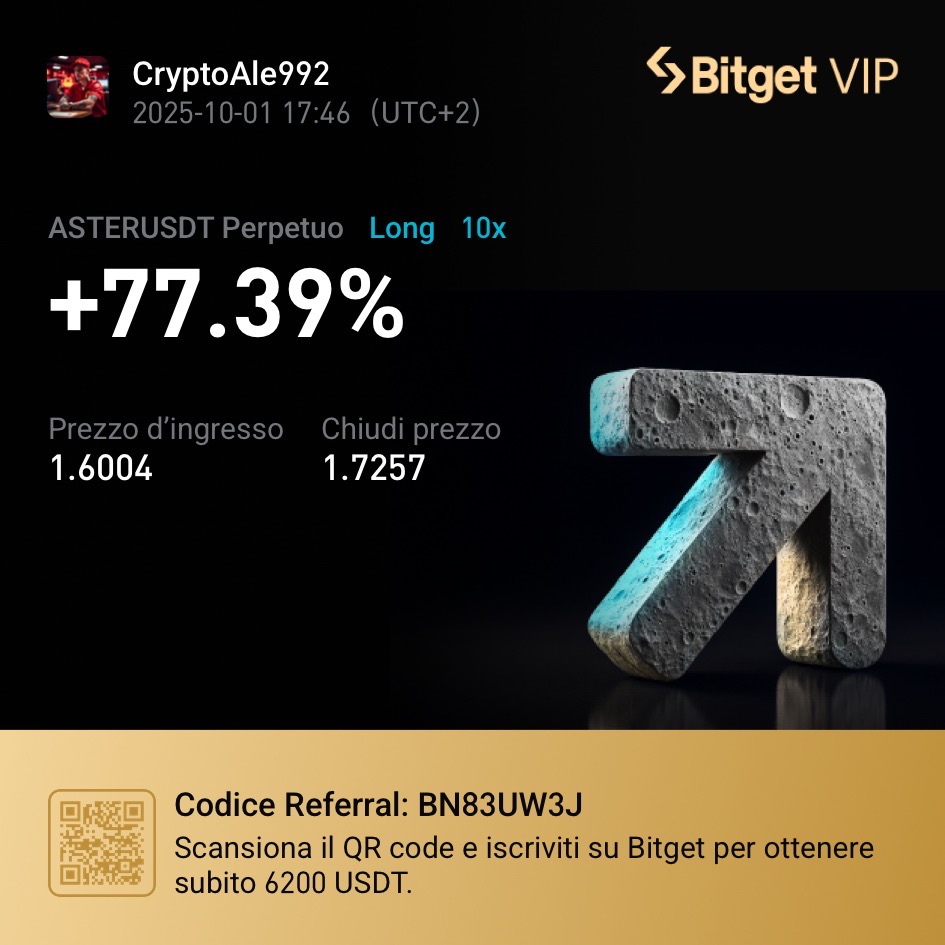 CryptoAle992
Bitget VIP
2025-10-01 17:46 (UTC+2)
ASTERUSDT Perpetuo Long 10x
+77.39%
Prezzo d’ingresso Chiudi prezzo
1.6004 1.7257
Codice Referral: BN83UW3J
Scansiona il QR code e iscriviti su Bitget per ottenere
subito 6200 USDT.